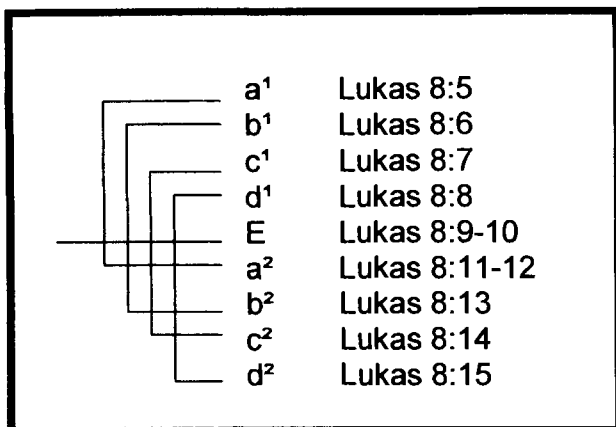 a¹ Lukas 8:5
b¹ Lukas 8:6
c¹ Lukas 8:7
d¹ Lukas 8:8
E Lukas 8:9-10
a² Lukas 8:11-12
b² Lukas 8:13
c² Lukas 8:14
d² Lukas 8:15